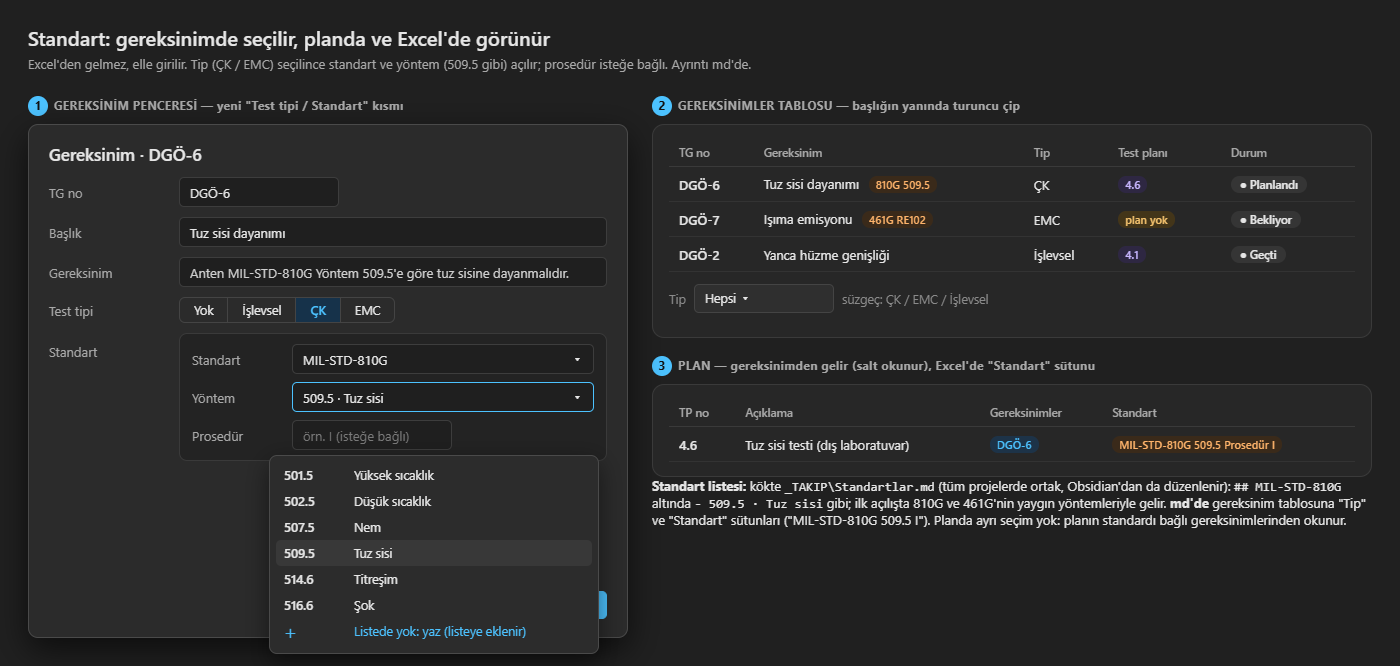 Standart: gereksinimde seçilir, planda ve Excel'de görünür
Excel'den gelmez, elle girilir. Tip (ÇK / EMC) seçilince standart ve yöntem (509.5 gibi) açılır; prosedür isteğe bağlı. Ayrıntı md'de.
1 GEREKSİNİM PENCERESİ — yeni "Test tipi / Standart" kısmı
Gereksinim · DGÖ-6
TG no DGÖ-6
Başlık Tuz sisi dayanımı
Gereksinim Anten MIL-STD-810G Yöntem 509.5'e göre tuz sisine dayanmalıdır.
Test tipi Yok İşlevsel ÇK EMC
Standart
Standart MIL-STD-810G
Yöntem 509.5 · Tuz sisi
Prosedür örn. I (isteğe bağlı)
501.5 Yüksek sıcaklık
502.5 Düşük sıcaklık
507.5 Nem
509.5 Tuz sisi
514.6 Titreşim
516.6 Şok
+ Listede yok: yaz (listeye eklenir)
2 GEREKSİNİMLER TABLOSU — başlığın yanında turuncu çip
TG no Gereksinim Tip Test planı Durum
DGÖ-6 Tuz sisi dayanımı 810G 509.5 ÇK 4.6 ● Planlandı
DGÖ-7 Işıma emisyonu 461G RE102 EMC plan yok ● Bekliyor
DGÖ-2 Yanca hüzme genişliği İşlevsel 4.1 ● Geçti
Tip Hepsi süzgeç: ÇK / EMC / İşlevsel
3 PLAN — gereksinimden gelir (salt okunur), Excel'de "Standart" sütunu
TP no Açıklama Gereksinimler Standart
4.6 Tuz sisi testi (dış laboratuvar) DGÖ-6 MIL-STD-810G 509.5 Prosedür I
Standart listesi: kökte _TAKIP\Standartlar.md (tüm projelerde ortak, Obsidian'dan da düzenlenir): ## MIL-STD-810G
altında - 509.5 · Tuz sisi gibi; ilk açılışta 810G ve 461G'nin yaygın yöntemleriyle gelir. md'de gereksinim tablosuna "Tip"
ve "Standart" sütunları ("MIL-STD-810G 509.5 I"). Planda ayrı seçim yok: planın standardı bağlı gereksinimlerinden okunur.